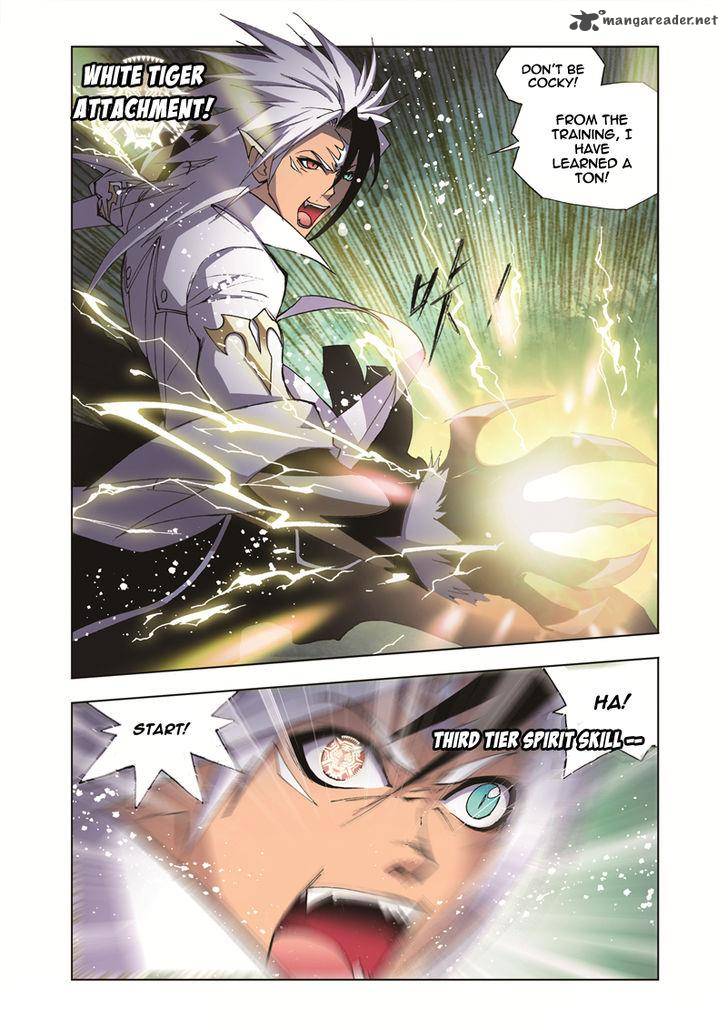 mangareader.net
WHITE TIGER
ATTACHMENT!
DON'T BE
COCKY!
FROM THE
TRAINING, I
HAVE
LEARNED A
TON!
START!
HA!
THIRD TIER SPIRIT SKILL --